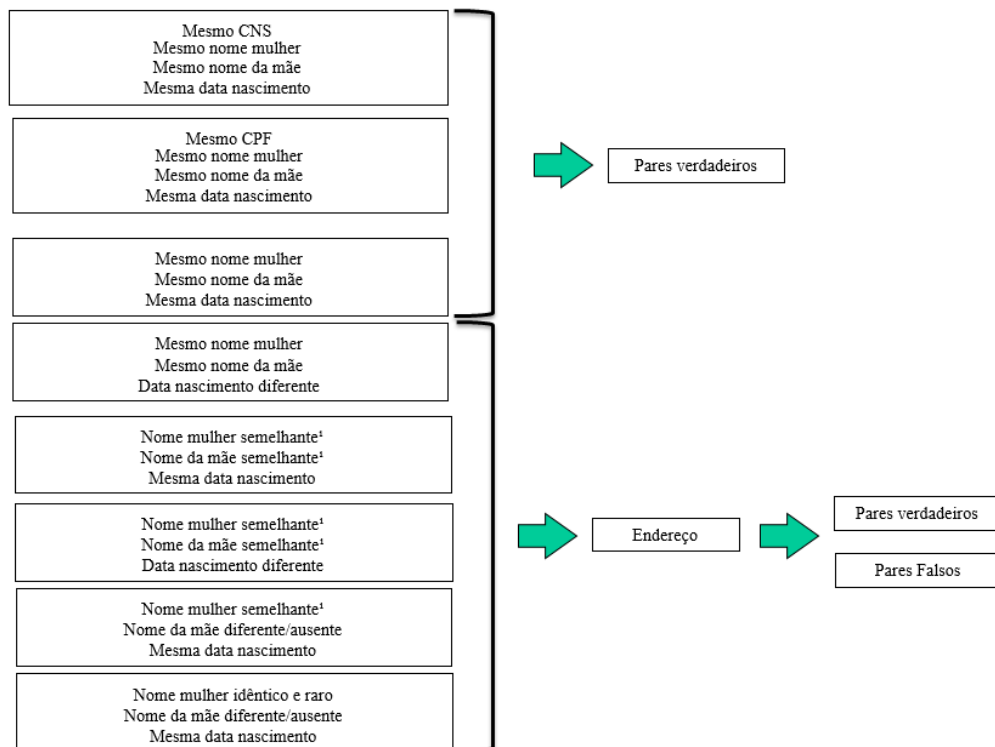 Mesmo CNS
Mesmo nome mulher
Mesmo nome da mãe
Mesma data nascimento
Mesmo CPF
Mesmo nome mulher
Mesmo nome da mãe
Mesma data nascimento
Mesmo nome mulher
Mesmo nome da mãe
Mesma data nascimento
Pares verdadeiros
Mesmo nome mulher
Mesmo nome da mãe
Data nascimento diferente
Nome mulher semelhante¹
Nome da mãe semelhante¹
Mesma data nascimento
Nome mulher semelhante¹
Nome da mãe semelhante¹
Data nascimento diferente
Nome mulher semelhante¹
Nome da mãe diferente/ausente
Mesma data nascimento
Nome mulher idêntico e raro
Nome da mãe diferente/ausente
Mesma data nascimento
Endereço
Pares verdadeiros
Pares Falsos